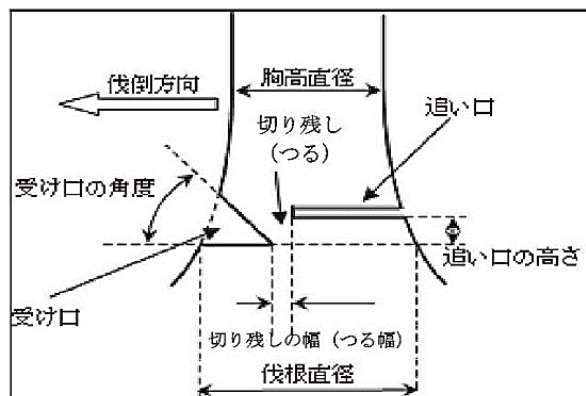 伐倒方向
胸高直径
追い口
切り残し
(つる)
受け口の角度
追い口の高さ
受け口
切り残しの幅(つる幅)
伐根直径